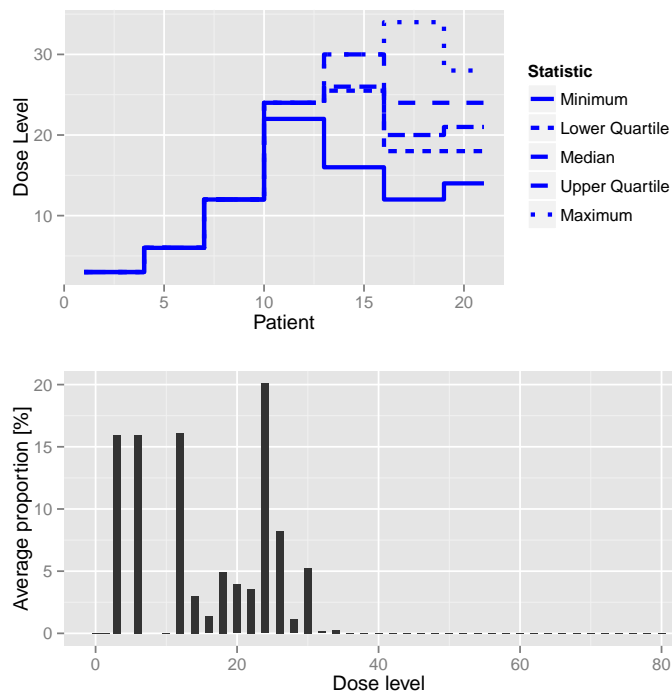 30
20
10
0
5
10
15
20
Dose Level
Patient
Statistic
Minimum
Lower Quartile
Median
Upper Quartile
Maximum
20
15
10
5
0
0
20
40
60
80
Average proportion [%]
Dose level